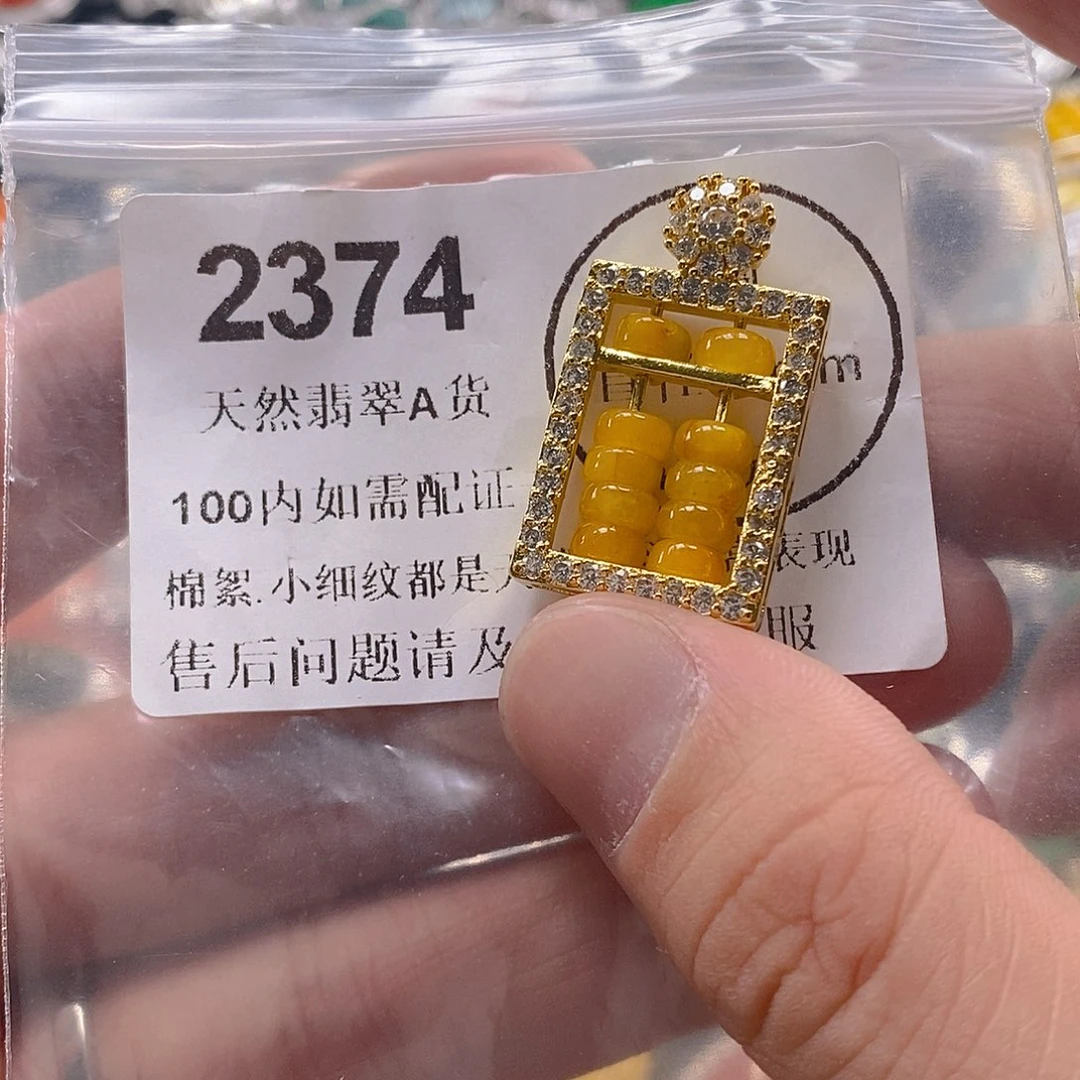 2374
天然翡翠A货
m
100内如需配证
棉絮.小细纹都是 表现
售后问题请及 服